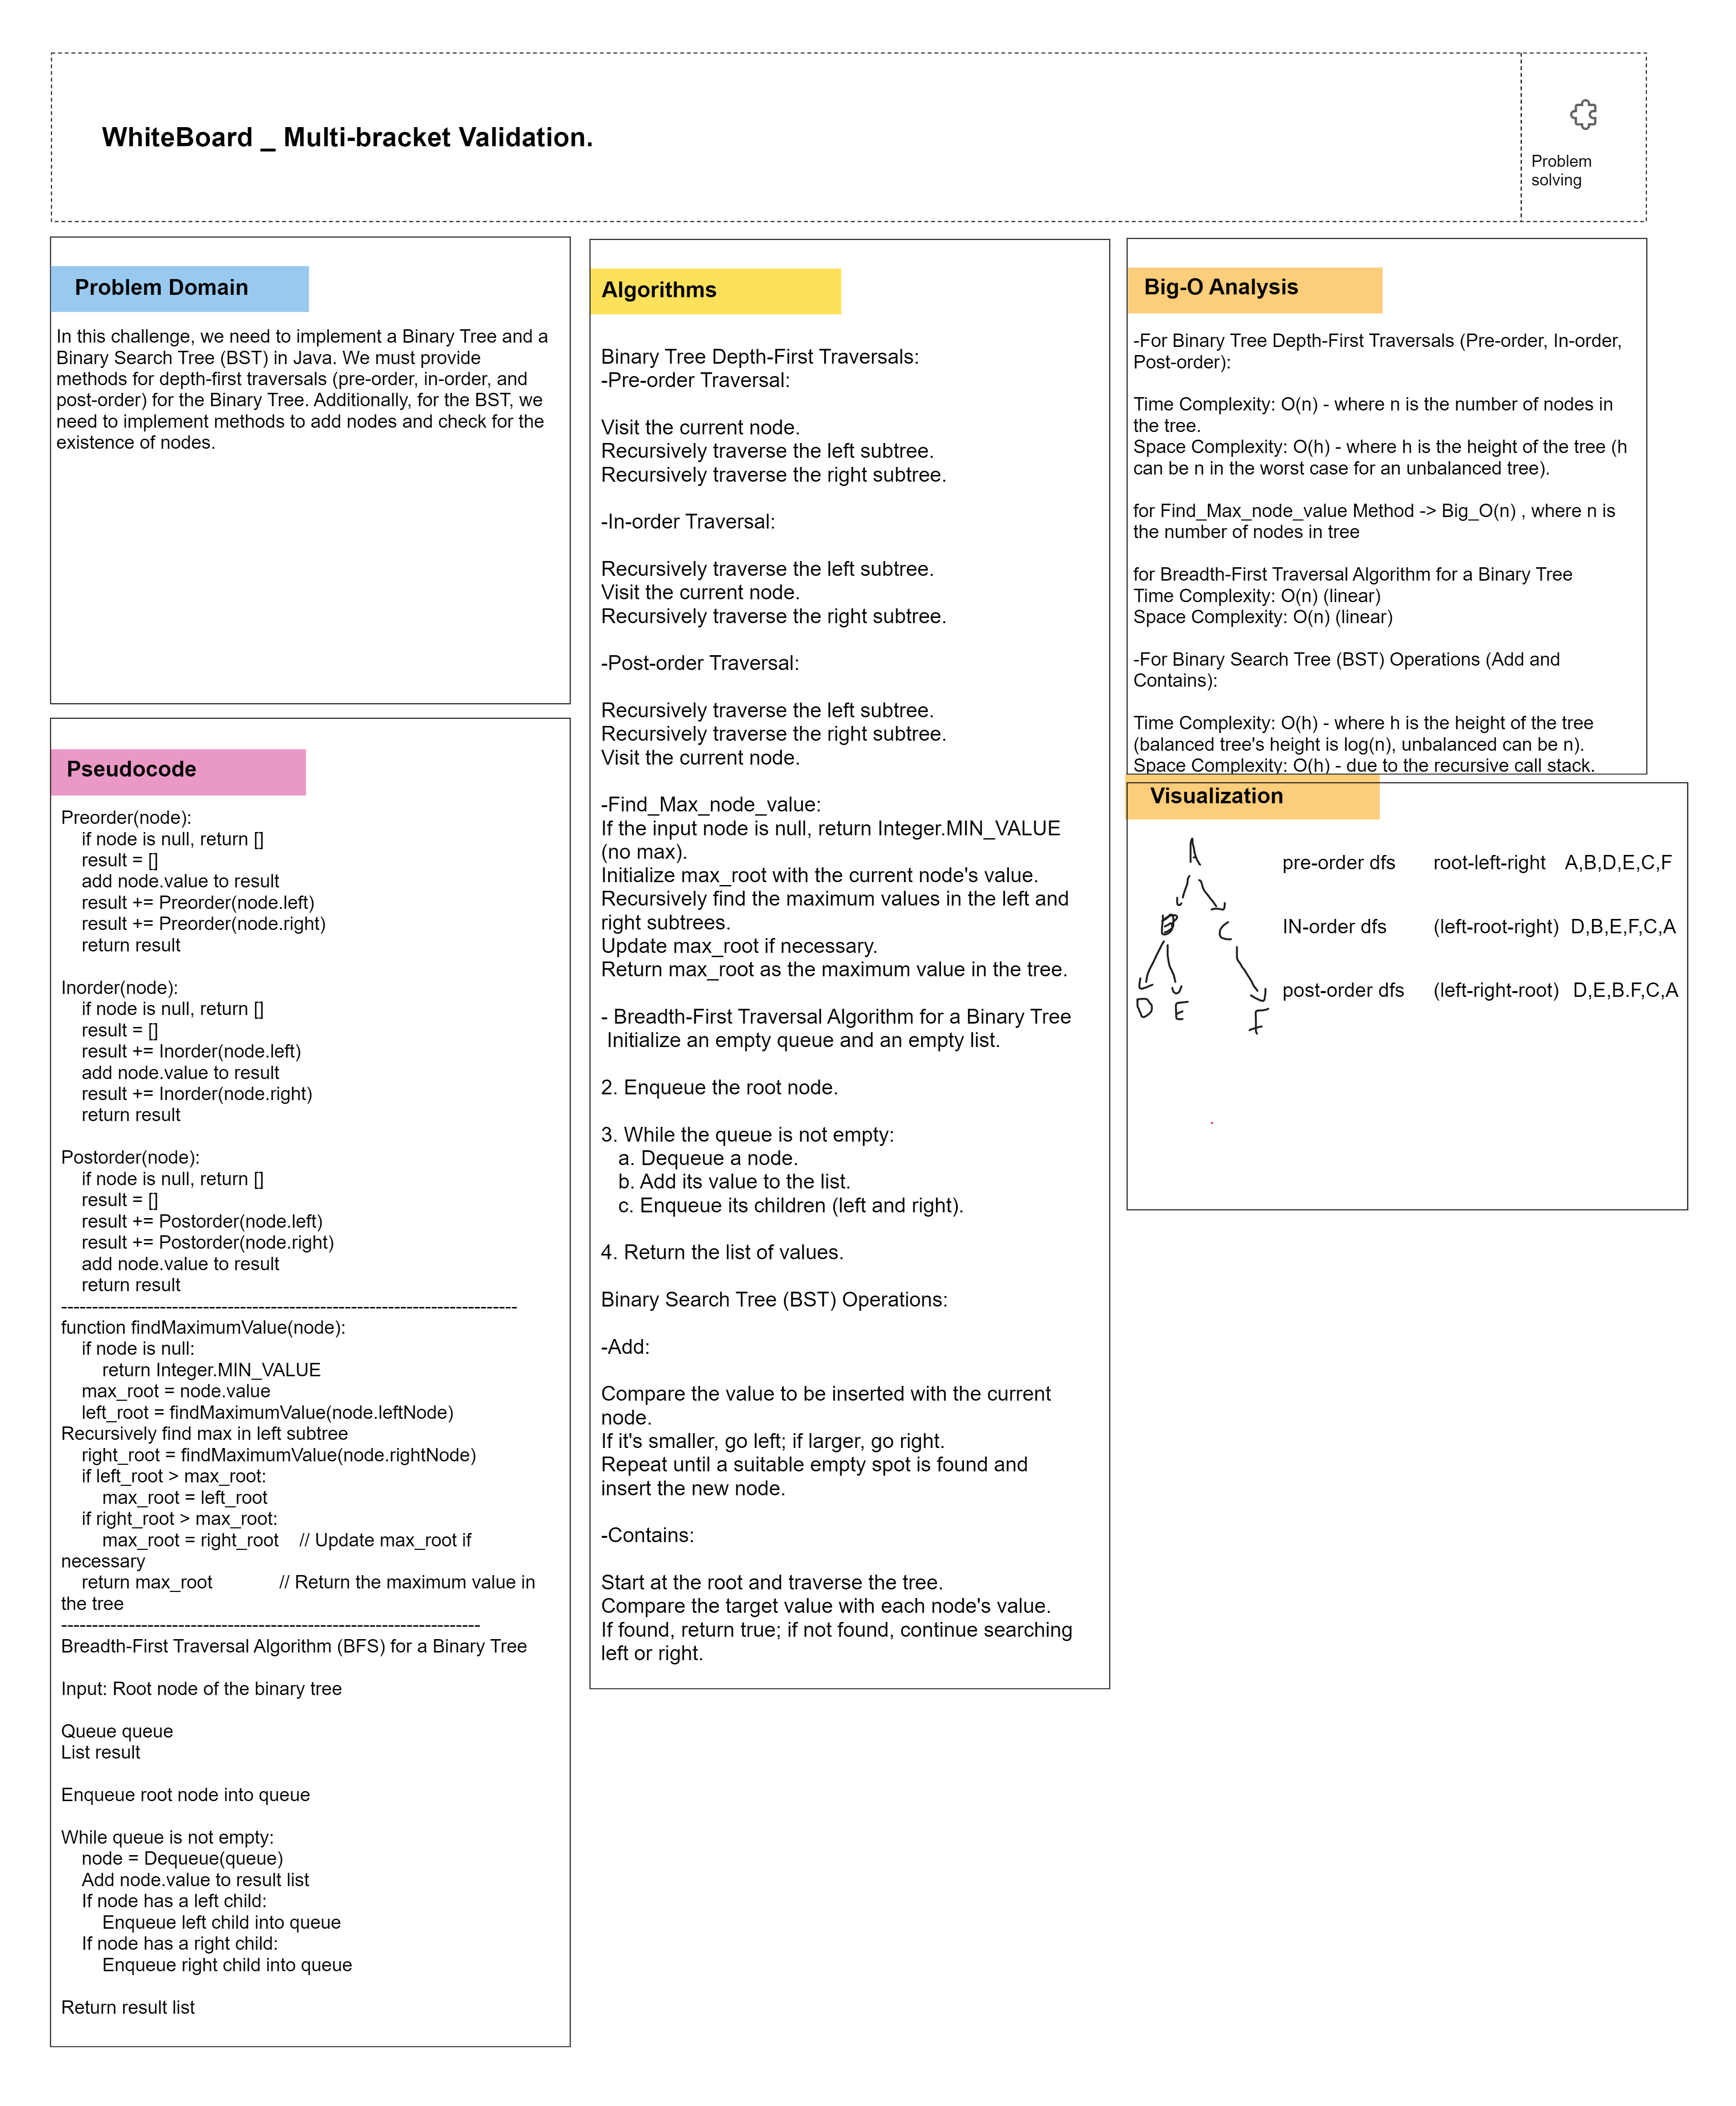 WhiteBoard _ Multi-bracket Validation.
Problem
solving
Problem Domain
In this challenge, we need to implement a Binary Tree and a
Binary Search Tree (BST) in Java. We must provide
methods for depth-first traversals (pre-order, in-order, and
post-order) for the Binary Tree. Additionally, for the BST, we
need to implement methods to add nodes and check for the
existence of nodes.
Pseudocode
Preorder(node):
if node is null, return []
result = []
add node.value to result
result += Preorder(node.left)
result += Preorder(node.right)
return result
Inorder(node):
if node is null, return []
result = []
result += Inorder(node.left)
add node.value to result
result += Inorder(node.right)
return result
Postorder(node):
if node is null, return []
result = []
result += Postorder(node.left)
result += Postorder(node.right)
add node.value to result
return result
--------------------------------------------------------------------------
function findMaximumValue(node):
if node is null:
return Integer.MIN_VALUE
max_root = node.value
left_root = findMaximumValue(node.leftNode)
Recursively find max in left subtree
right_root = findMaximumValue(node.rightNode)
if left_root > max_root:
max_root = left_root
if right_root > max_root:
max_root = right_root // Update max_root if
necessary
return max_root // Return the maximum value in
the tree
--------------------------------------------------------------------
Breadth-First Traversal Algorithm (BFS) for a Binary Tree
Input: Root node of the binary tree
Queue queue
List result
Enqueue root node into queue
While queue is not empty:
node = Dequeue(queue)
Add node.value to result list
If node has a left child:
Enqueue left child into queue
If node has a right child:
Enqueue right child into queue
Return result list
Algorithms
Binary Tree Depth-First Traversals:
-Pre-order Traversal:
Visit the current node.
Recursively traverse the left subtree.
Recursively traverse the right subtree.
-In-order Traversal:
Recursively traverse the left subtree.
Visit the current node.
Recursively traverse the right subtree.
-Post-order Traversal:
Recursively traverse the left subtree.
Recursively traverse the right subtree.
Visit the current node.
-Find_Max_node_value:
If the input node is null, return Integer.MIN_VALUE
(no max).
Initialize max_root with the current node's value.
Recursively find the maximum values in the left and
right subtrees.
Update max_root if necessary.
Return max_root as the maximum value in the tree.
- Breadth-First Traversal Algorithm for a Binary Tree
Initialize an empty queue and an empty list.
2. Enqueue the root node.
3. While the queue is not empty:
a. Dequeue a node.
b. Add its value to the list.
c. Enqueue its children (left and right).
4. Return the list of values.
Binary Search Tree (BST) Operations:
-Add:
Compare the value to be inserted with the current
node.
If it's smaller, go left; if larger, go right.
Repeat until a suitable empty spot is found and
insert the new node.
-Contains:
Start at the root and traverse the tree.
Compare the target value with each node's value.
If found, return true; if not found, continue searching
left or right.
Big-O Analysis
-For Binary Tree Depth-First Traversals (Pre-order, In-order,
Post-order):
Time Complexity: O(n) - where n is the number of nodes in
the tree.
Space Complexity: O(h) - where h is the height of the tree (h
can be n in the worst case for an unbalanced tree).
for Find_Max_node_value Method -> Big_O(n) , where n is
the number of nodes in tree
for Breadth-First Traversal Algorithm for a Binary Tree
Time Complexity: O(n) (linear)
Space Complexity: O(n) (linear)
-For Binary Search Tree (BST) Operations (Add and
Contains):
Time Complexity: O(h) - where h is the height of the tree
(balanced tree's height is log(n), unbalanced can be n).
Space Complexity: O(h) - due to the recursive call stack.
Visualization
A
B C
D E F
pre-order dfs root-left-right A,B,D,E,C,F
IN-order dfs (left-root-right) D,B,E,F,C,A
post-order dfs (left-right-root) D,E,B.F,C,A